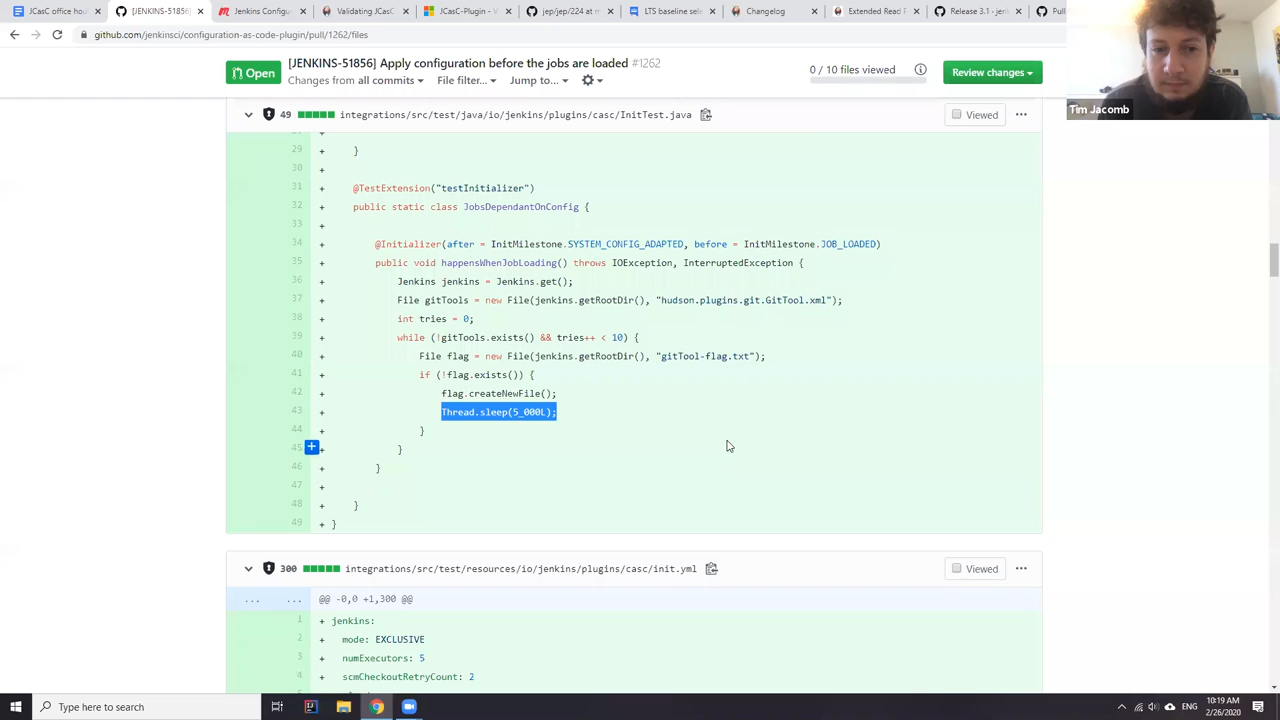 JCasC office hou
[JENKINS-51856]
Jenkins Configur
Validating JCasC
JCasC-Plugin - V
jep/jep/224 at m
LTS baseline sele
Changelog
Extended Read P
Release 3.1 · jenk
Pull
github.com/jenkinsci/configuration-as-code-plugin/pull/1262/files
Open
[JENKINS-51856] Apply configuration before the jobs are loaded #1262
Changes from all commits File filter... Jump to...
0 / 10 files viewed
Review changes
Tim Jacomb
49 test/java/io/jenkins/plugins/casc/InitTest.java Viewed
29 + }
30 +
31 + @TestExtension("testInitializer")
32 + public static class JobsDependantOnConfig {
33 +
34 + @Initializer(after = InitMilestone.SYSTEM_CONFIG_ADAPTED, before = InitMilestone.JOB_LOADED)
35 + public void happensWhenJobLoading() throws IOException, InterruptedException {
36 + Jenkins jenkins = Jenkins.get();
37 + File gitTools = new File(jenkins.getRootDir(), "hudson.plugins.git.GitTool.xml");
38 + int tries = 0;
39 + while (!gitTools.exists() && tries++ < 10) {
40 + File flag = new File(jenkins.getRootDir(), "gitTool-flag.txt");
41 + if (!flag.exists()) {
42 + flag.createNewFile();
43 + Thread.sleep(5_000L);
44 + }
45 + }
46 + }
47 +
48 + }
49 + }
300 integrations/src/test/resources/io/jenkins/plugins/casc/init.yml Viewed
... ... @@ -0,0 +1,300 @@
1 + jenkins:
2 + mode: EXCLUSIVE
3 + numExecutors: 5
4 + scmCheckoutRetryCount: 2
Type here to search
ENG
10:19 AM
2/26/2020